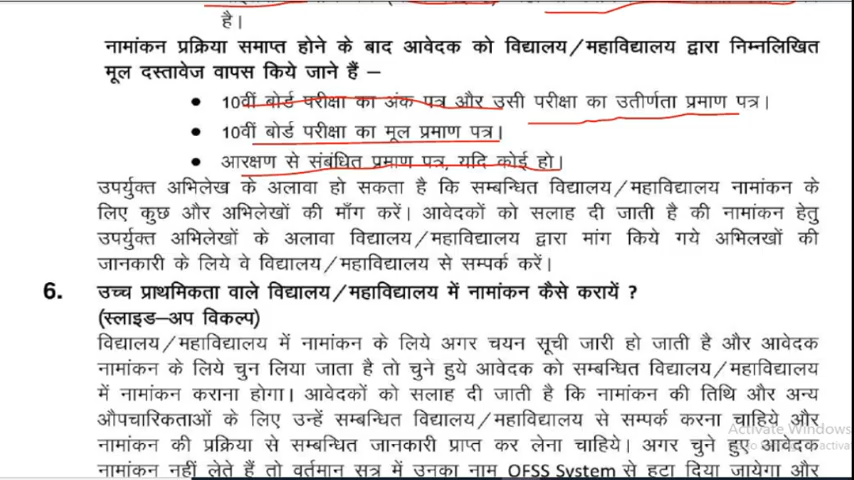 है।
नामांकन प्रक्रिया समाप्त होने के बाद आवेदक को विद्यालय/महाविद्यालय द्वारा निम्नलिखित
मूल दस्तावेज वापस किये जाने हैं –
• 10वीं बोर्ड परीक्षा का अंक पत्र और उसी परीक्षा का उतीर्णता प्रमाण पत्र।
• 10वीं बोर्ड परीक्षा का मूल प्रमाण पत्र।
• आरक्षण से संबंधित प्रमाण पत्र, यदि कोई हो।
उपर्युक्त अभिलेख के अलावा हो सकता है कि सम्बन्धित विद्यालय/महाविद्यालय नामांकन के
लिए कुछ और अभिलेखों की माँग करें। आवेदकों को सलाह दी जाती है की नामांकन हेतु
उपर्युक्त अभिलेखों के अलावा विद्यालय/महाविद्यालय द्वारा मांग किये गये अभिलखों की
जानकारी के लिये वे विद्यालय/महाविद्यालय से सम्पर्क करें।
6. उच्च प्राथमिकता वाले विद्यालय/महाविद्यालय में नामांकन कैसे करायें ?
(स्लाइड–अप विकल्प)
विद्यालय/महाविद्यालय में नामांकन के लिये अगर चयन सूची जारी हो जाती है और आवेदक
नामांकन के लिये चुन लिया जाता है तो चुने हुये आवेदक को सम्बन्धित विद्यालय/महाविद्यालय
में नामांकन कराना होगा। आवेदकों को सलाह दी जाती है कि नामांकन की तिथि और अन्य
औपचारिकताओं के लिए उन्हें सम्बन्धित विद्यालय/महाविद्यालय से सम्पर्क करना चाहिये और
Activate Windows
नामांकन की प्रक्रिया से सम्बन्धित जानकारी प्राप्त कर लेना चाहिये। अगर चुने हुए आवेदक
नामांकन नहीं लेते हैं तो वर्तमान सत्र में उनका नाम OFSS System से हटा दिया जायेगा और